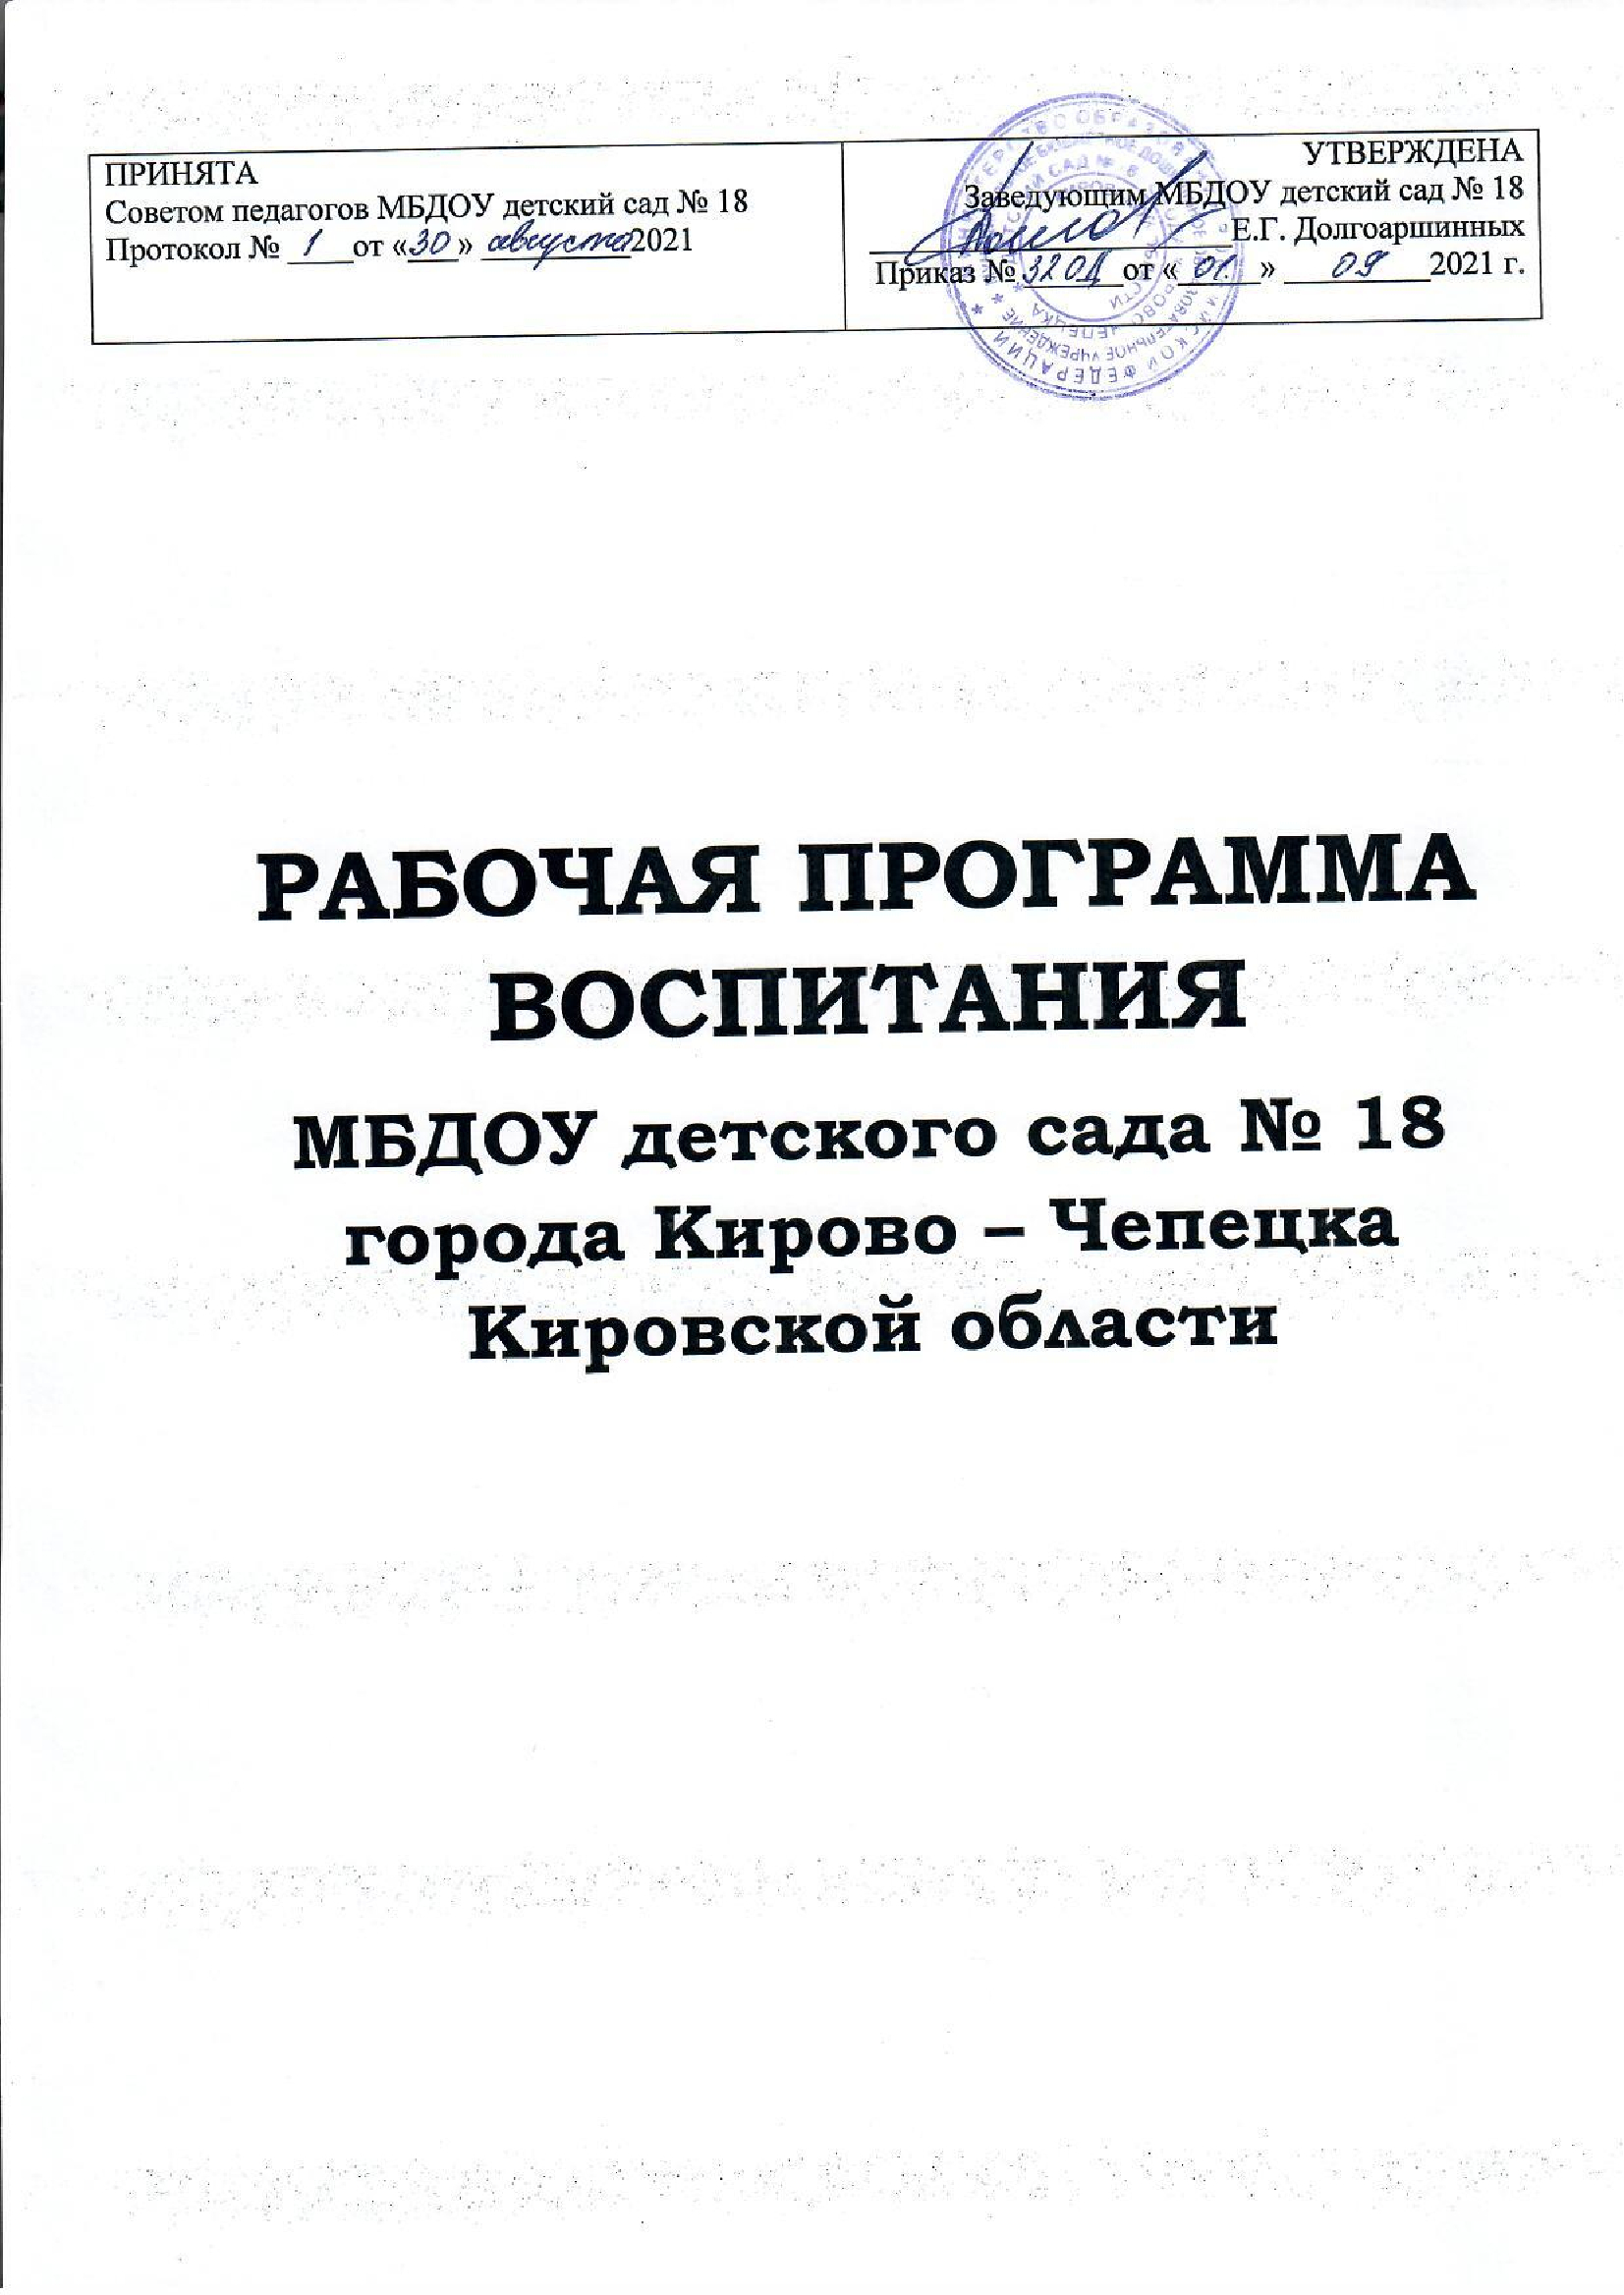 ПРИНЯТА
Советом педагогов МБДОУ детский сад № 18
Протокол № 1 от «30» августа 2021
УТВЕРЖДЕНА
Заведующим МБДОУ детский сад № 18
Е.Г. Долгоаршинных
Приказ № 320Д от «01» 09 2021 г.
РАБОЧАЯ ПРОГРАММА
ВОСПИТАНИЯ
МБДОУ детского сада № 18
города Кирово – Чепецка
Кировской области